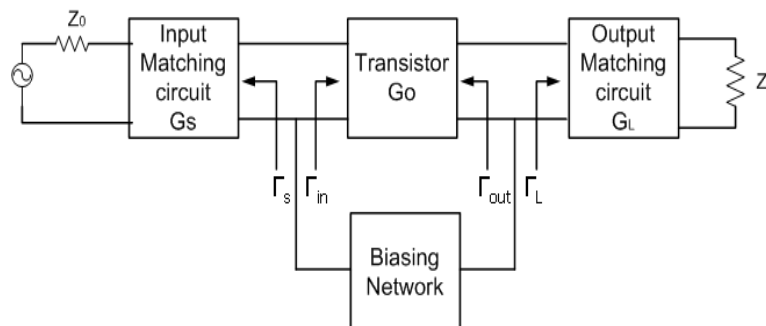 Z0
Input
Matching
circuit
GS
Transistor
Go
Output
Matching
circuit
GL
Z
Γs
Γin
Γout
ΓL
Biasing
Network